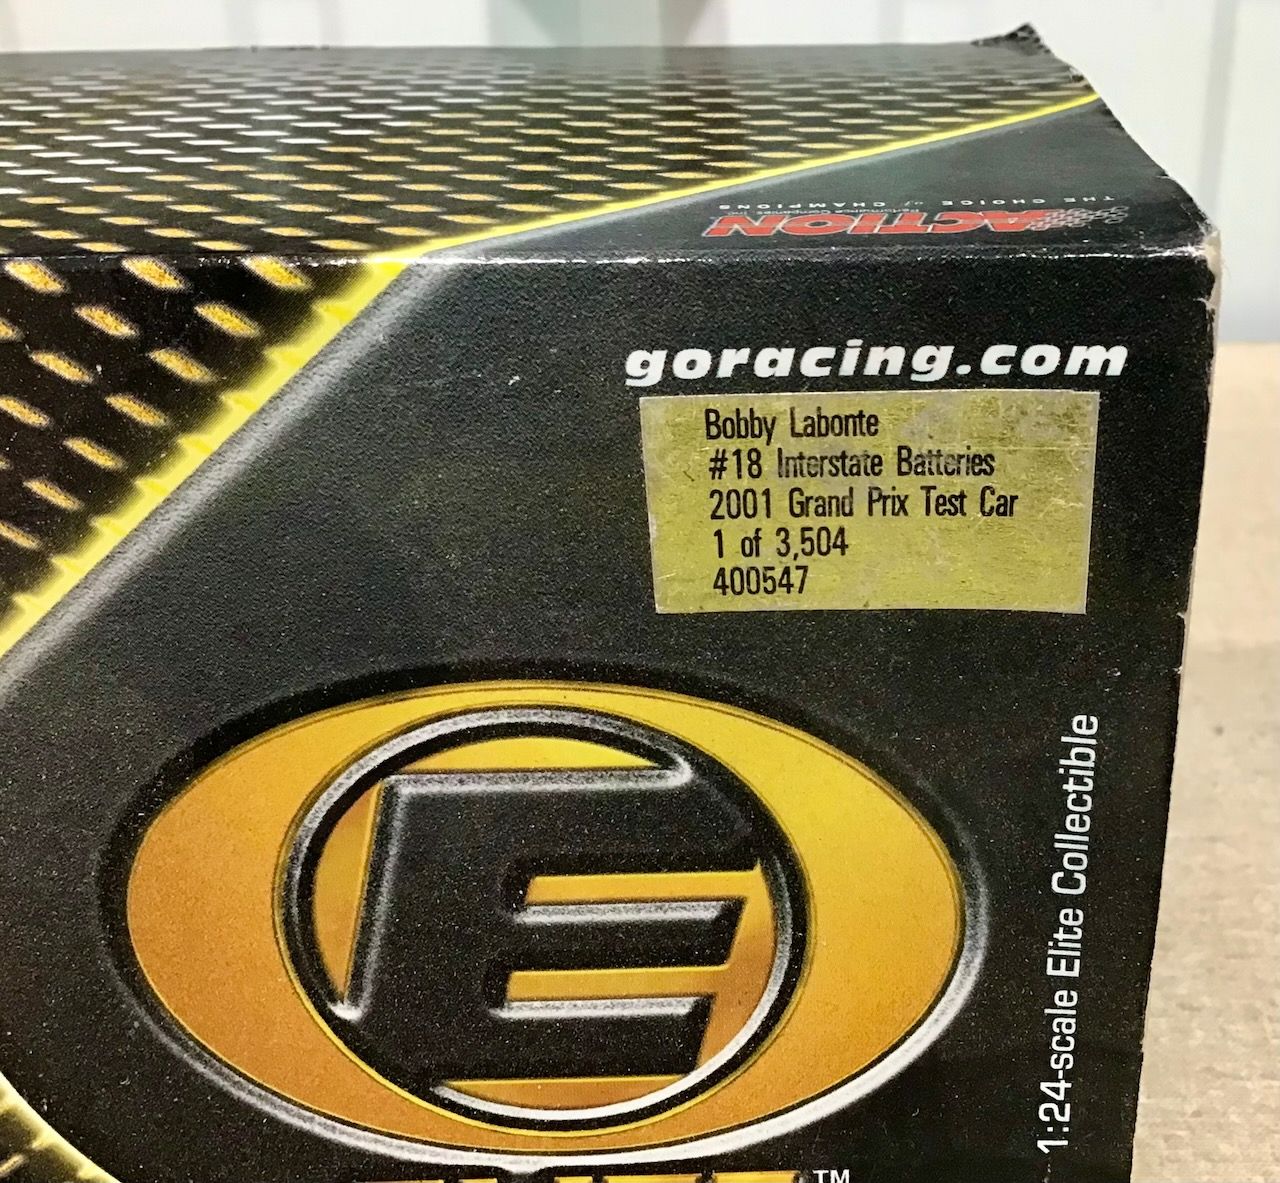 THE CHOICE of CHAMPIONS
ACTION
goracing.com
Bobby Labonte
#18 Interstate Batteries
2001 Grand Prix Test Car
1 of 3,504
400547
1:24-scale Elite Collectible
E
TM